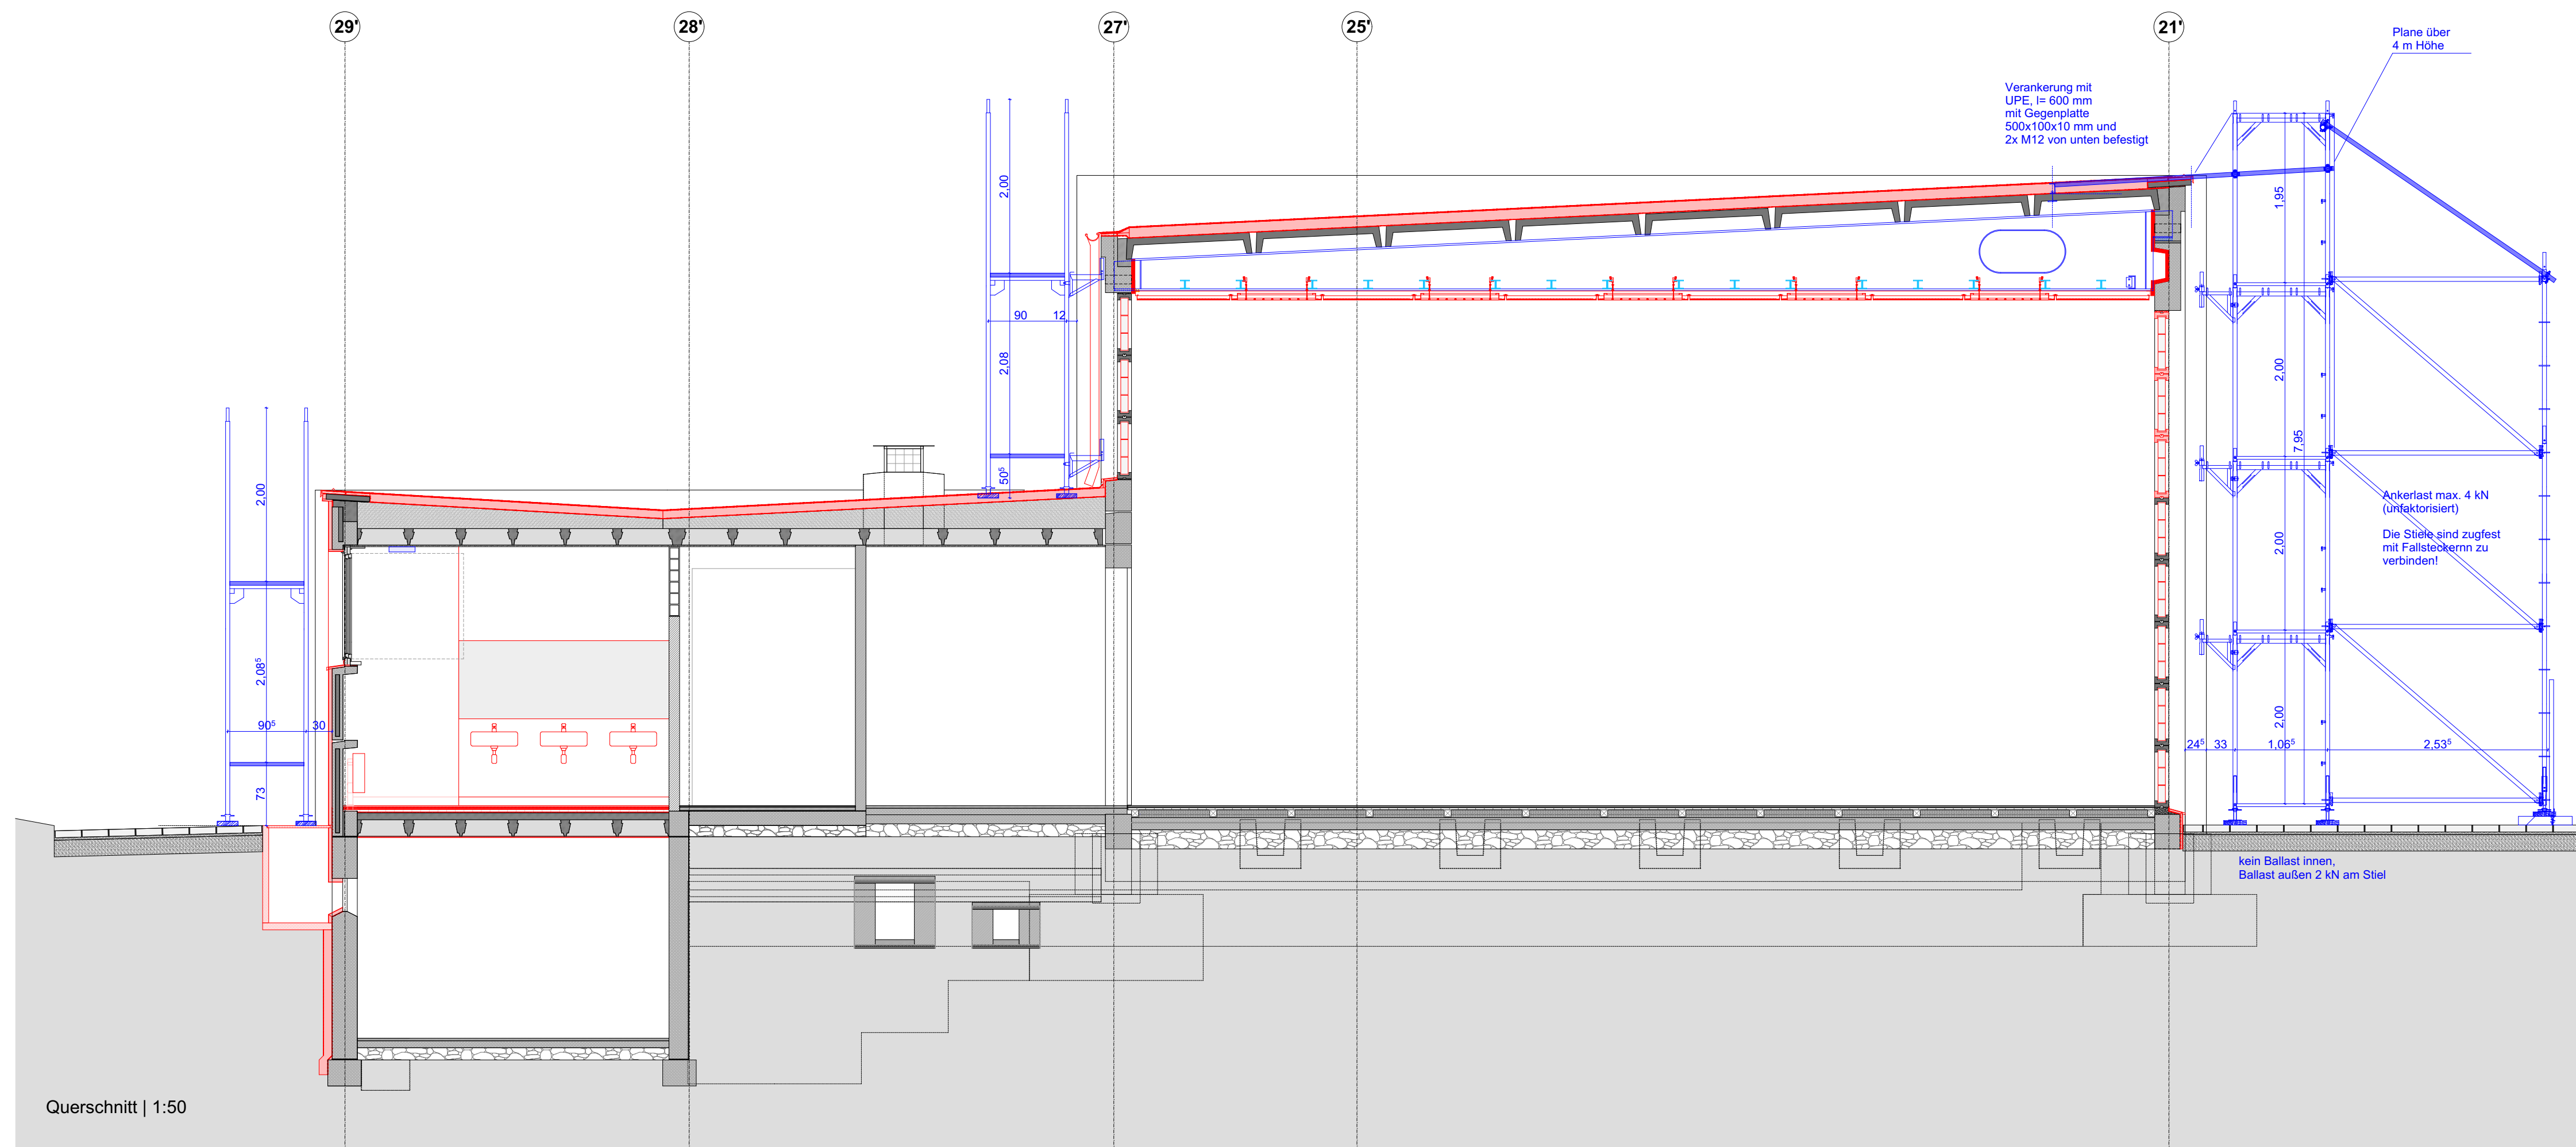 29'
28'
27'
25'
21'
Plane über
4 m Höhe
Verankerung mit
UPE, l= 600 mm
mit Gegenplatte
500x100x10 mm und
2x M12 von unten befestigt
2,00
1,95
90
12
2,08
2,00
7,95
50⁵
2,00
Ankerlast max. 4 kN
(unfaktorisiert)
Die Stiele sind zugfest
mit Fallsteckernn zu
verbinden!
2,00
2,08⁵
2,00
90⁵
30
24⁵
33
1,06⁵
2,53⁵
73
kein Ballast innen,
Ballast außen 2 kN am Stiel
Querschnitt | 1:50